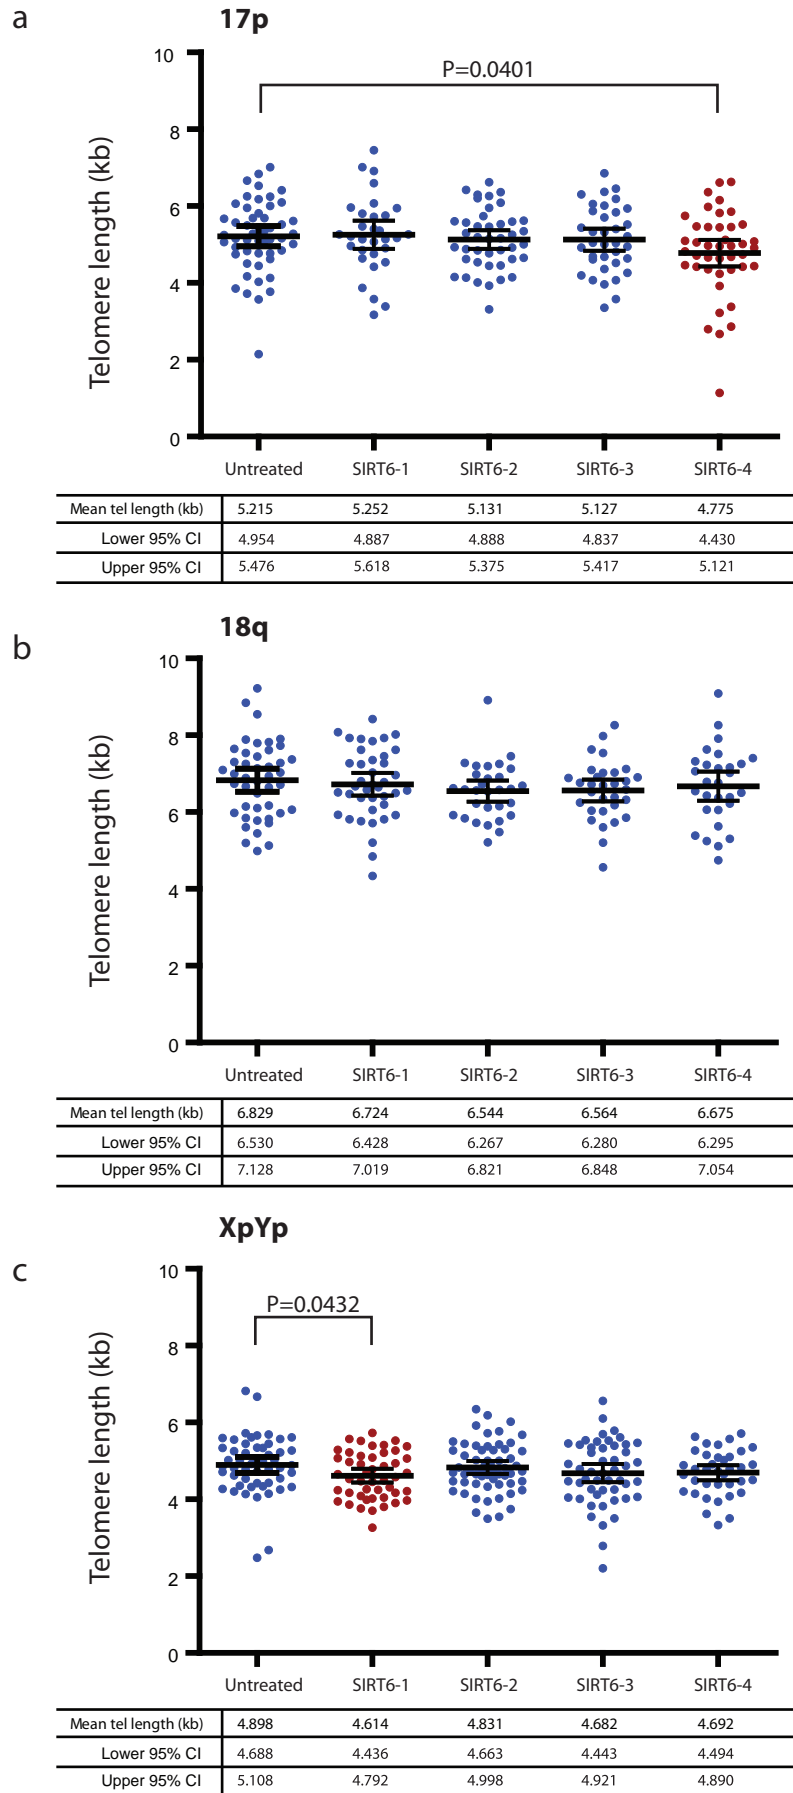 a
17p
P=0.0401
Telomere length (kb)
10
8
6
4
2
0
Untreated SIRT6-1 SIRT6-2 SIRT6-3 SIRT6-4
Mean tel length (kb) 5.215 5.252 5.131 5.127 4.775
Lower 95% CI 4.954 4.887 4.888 4.837 4.430
Upper 95% CI 5.476 5.618 5.375 5.417 5.121
b
18q
Telomere length (kb)
10
8
6
4
2
0
Untreated SIRT6-1 SIRT6-2 SIRT6-3 SIRT6-4
Mean tel length (kb) 6.829 6.724 6.544 6.564 6.675
Lower 95% CI 6.530 6.428 6.267 6.280 6.295
Upper 95% CI 7.128 7.019 6.821 6.848 7.054
XpYp
c
P=0.0432
Telomere length (kb)
10
8
6
4
2
0
Untreated SIRT6-1 SIRT6-2 SIRT6-3 SIRT6-4
Mean tel length (kb) 4.898 4.614 4.831 4.682 4.692
Lower 95% CI 4.688 4.436 4.663 4.443 4.494
Upper 95% CI 5.108 4.792 4.998 4.921 4.890